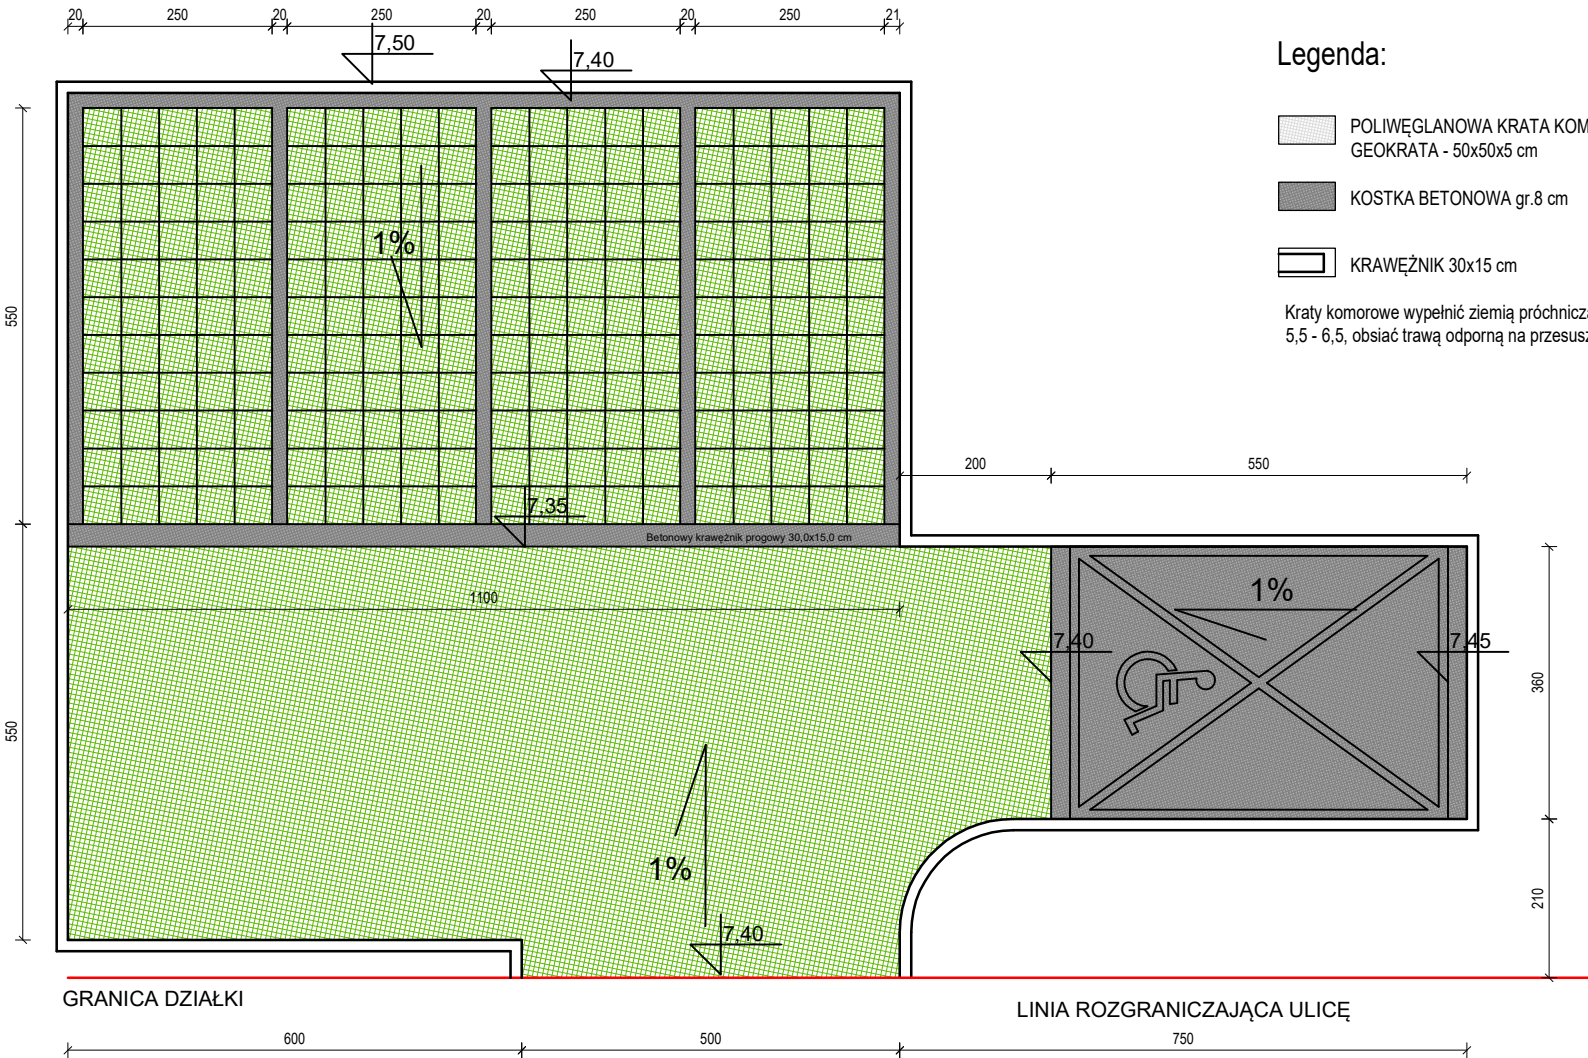 20 250 20 250 20 250 20 250 21
7,50
7,40
Legenda:
POLIWĘGLANOWA KRATA KOM
GEOKRATA - 50x50x5 cm
KOSTKA BETONOWA gr.8 cm
KRAWĘŻNIK 30x15 cm
Kraty komorowe wypełnić ziemią próchnicz
5,5 - 6,5, obsiać trawą odporną na przesusz
1%
550
200 550
7,35
Betonowy krawężnik progowy 30,0x15,0 cm
1100
1%
7,40
7,45
360
550
1%
210
7,40
GRANICA DZIAŁKI
LINIA ROZGRANICZAJĄCA ULICĘ
600 500 750